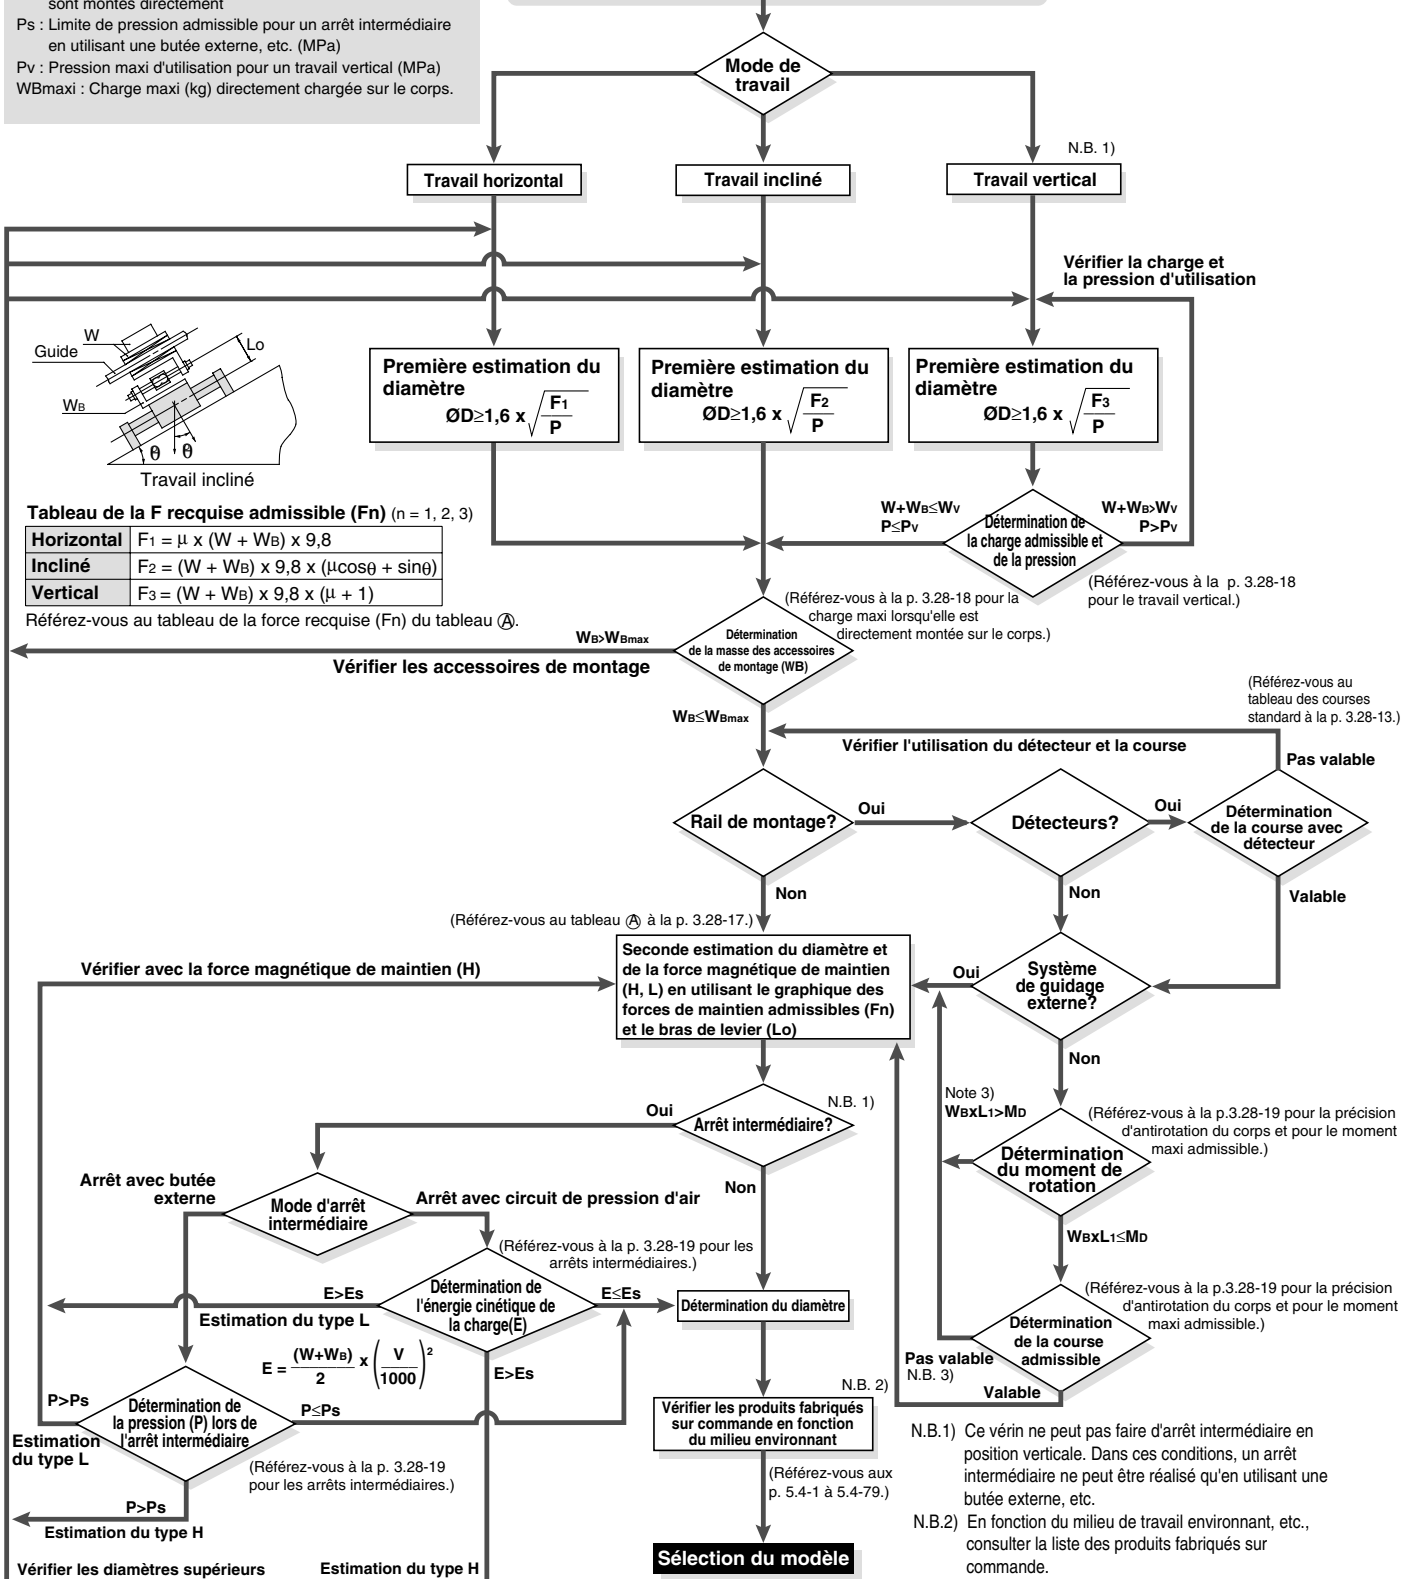 sont montés directement
Ps : Limite de pression admissible pour un arrêt intermédiaire
en utilisant une butée externe, etc. (MPa)
Pv : Pression maxi d'utilisation pour un travail vertical (MPa)
WBmaxi : Charge maxi (kg) directement chargée sur le corps.
Mode de
travail
N.B. 1)
Travail horizontal
Travail incliné
Travail vertical
Vérifier la charge et
la pression d'utilisation
W
Guide
Lo
WB
θ θ
Travail incliné
Première estimation du
diamètre
ØD≥1,6 x √(F1/P)
Première estimation du
diamètre
ØD≥1,6 x √(F2/P)
Première estimation du
diamètre
ØD≥1,6 x √(F3/P)
Tableau de la F recquise admissible (Fn) (n = 1, 2, 3)
Horizontal F1 = μ x (W + WB) x 9,8
Incliné F2 = (W + WB) x 9,8 x (μcosθ + sinθ)
Vertical F3 = (W + WB) x 9,8 x (μ + 1)
Référez-vous au tableau de la force recquise (Fn) du tableau Ⓐ.
W+WB≤Wv
P≤Pv
Détermination de
la charge admissible et
de la pression
W+WB>Wv
P>Pv
(Référez-vous à la p. 3.28-18
pour le travail vertical.)
(Référez-vous à la p. 3.28-18 pour la
charge maxi lorsqu'elle est
directement montée sur le corps.)
WB>WBmax
Vérifier les accessoires de montage
Détermination
de la masse des accessoires
de montage (WB)
WB≤WBmax
(Référez-vous au
tableau des courses
standard à la p. 3.28-13.)
Vérifier l'utilisation du détecteur et la course
Pas valable
Rail de montage?
Oui
Détecteurs?
Oui
Détermination
de la course avec
détecteur
Non
Non
Valable
(Référez-vous au tableau Ⓐ à la p. 3.28-17.)
Vérifier avec la force magnétique de maintien (H)
Seconde estimation du diamètre et
de la force magnétique de maintien
(H, L) en utilisant le graphique des
forces de maintien admissibles (Fn)
et le bras de levier (Lo)
Oui
Système
de guidage
externe?
Non
N.B. 1)
Oui
Arrêt intermédiaire?
Non
Note 3)
WBxL1>MD
(Référez-vous à la p.3.28-19 pour la précision
d'antirotation du corps et pour le moment
maxi admissible.)
Détermination
du moment de
rotation
WBxL1≤MD
Arrêt avec butée
externe
Mode d'arrêt
intermédiaire
Arrêt avec circuit de pression d'air
(Référez-vous à la p. 3.28-19 pour les
arrêts intermédiaires.)
E>Es
Estimation du type L
Détermination de
l'énergie cinétique de
la charge(E)
E≤Es
Détermination du diamètre
(Référez-vous à la p.3.28-19 pour la précision
d'antirotation du corps et pour le moment
maxi admissible.)
Détermination
de la course
admissible
Pas valable
N.B. 3)
Valable
E = (W+WB)/2 x (V/1000)²
E>Es
P>Ps
Estimation
du type L
Détermination de
la pression (P) lors de
l'arrêt intermédiaire
P≤Ps
(Référez-vous à la p. 3.28-19
pour les arrêts intermédiaires.)
P>Ps
Estimation du type H
N.B. 2)
Vérifier les produits fabriqués
sur commande en fonction
du milieu environnant
(Référez-vous aux
p. 5.4-1 à 5.4-79.)
Sélection du modèle
N.B.1) Ce vérin ne peut pas faire d'arrêt intermédiaire en
position verticale. Dans ces conditions, un arrêt
intermédiaire ne peut être réalisé qu'en utilisant une
butée externe, etc.
N.B.2) En fonction du milieu de travail environnant, etc.,
consulter la liste des produits fabriqués sur
commande.
Vérifier les diamètres supérieurs
Estimation du type H